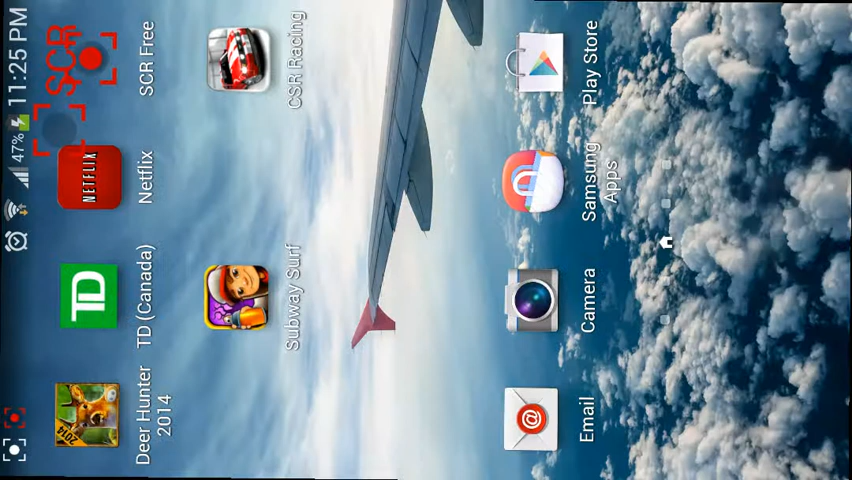 47% 11:25 PM
Deer Hunter
2014
TD (Canada)
Netflix
SCR Free
2014
TD
NETFLIX
SCR
Subway Surf
CSR Racing
@
Email
Camera
Samsung
Apps
Play Store